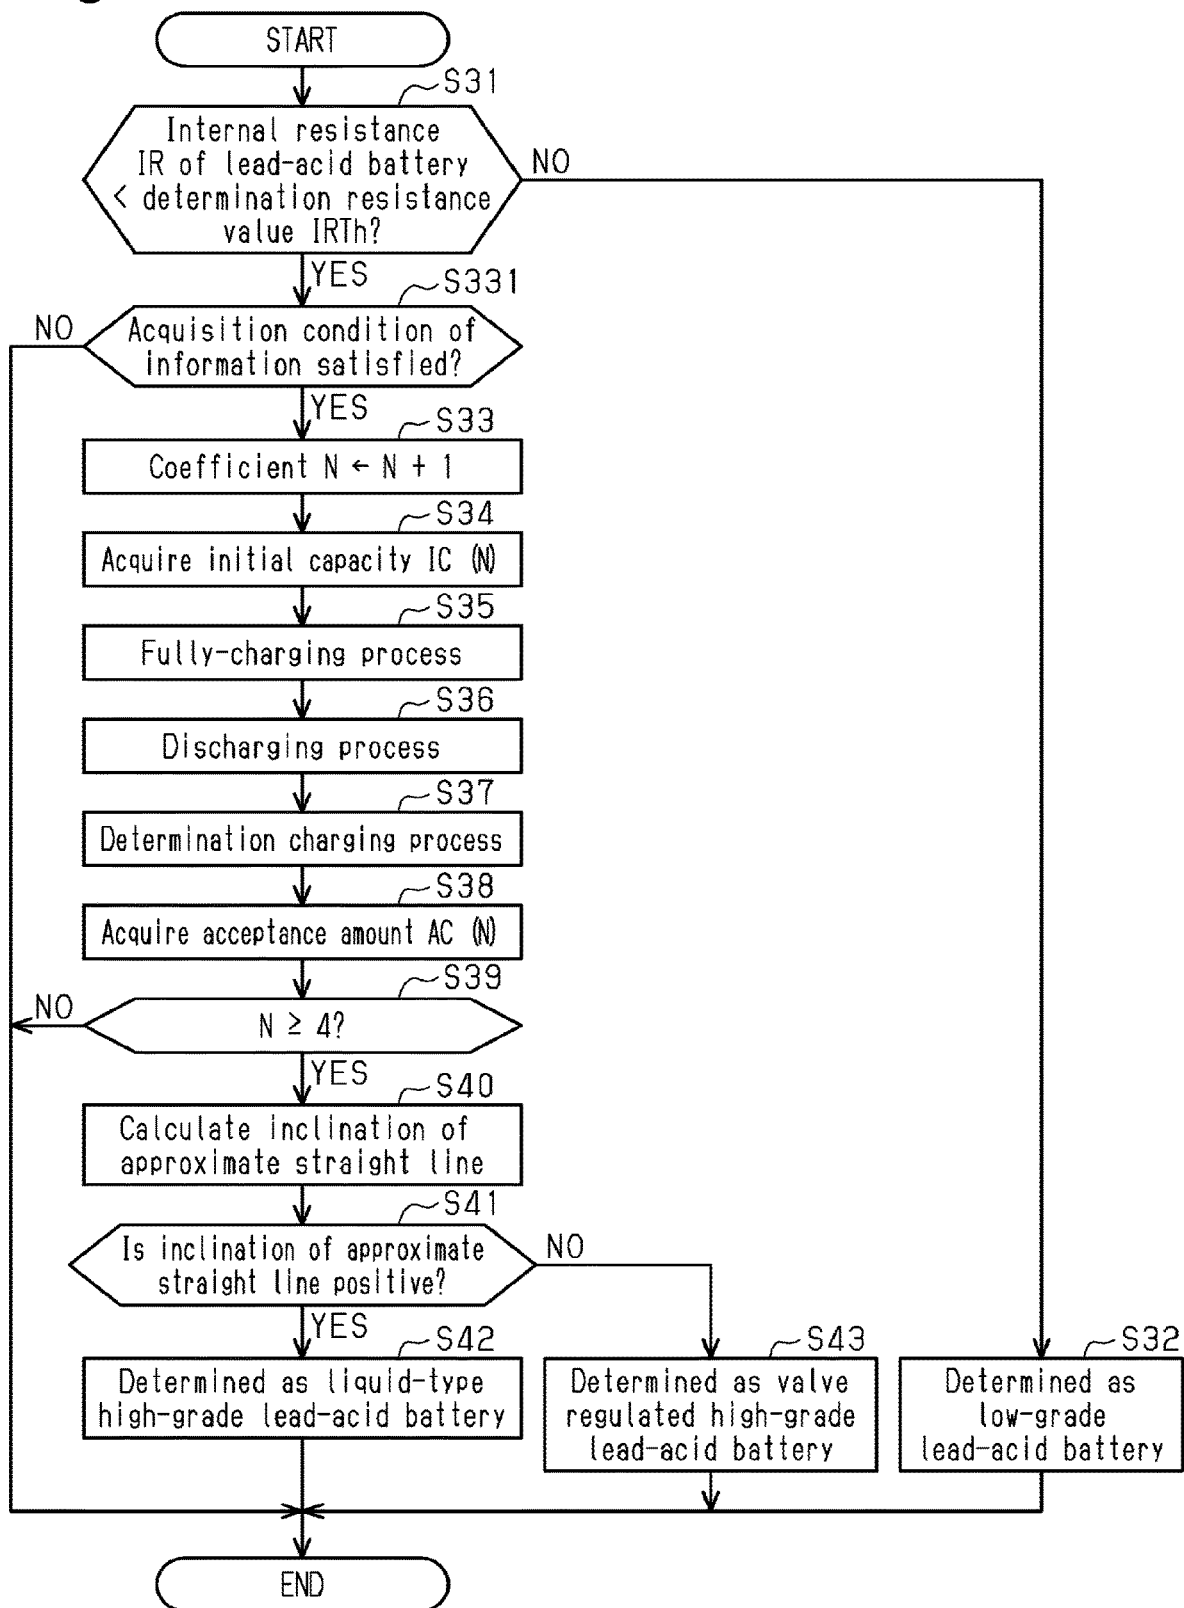 START
S31
Internal resistance
IR of lead-acid battery
< determination resistance
value IRTh?
NO
YES
S331
NO
Acquisition condition of
information satisfied?
YES
S33
Coefficient N ← N + 1
S34
Acquire initial capacity IC (N)
S35
Fully-charging process
S36
Discharging process
S37
Determination charging process
S38
Acquire acceptance amount AC (N)
S39
NO
N ≥ 4?
YES
S40
Calculate inclination of
approximate straight line
S41
Is inclination of approximate
straight line positive?
NO
YES
S42
Determined as liquid-type
high-grade lead-acid battery
S43
Determined as valve
regulated high-grade
lead-acid battery
S32
Determined as
low-grade
lead-acid battery
END